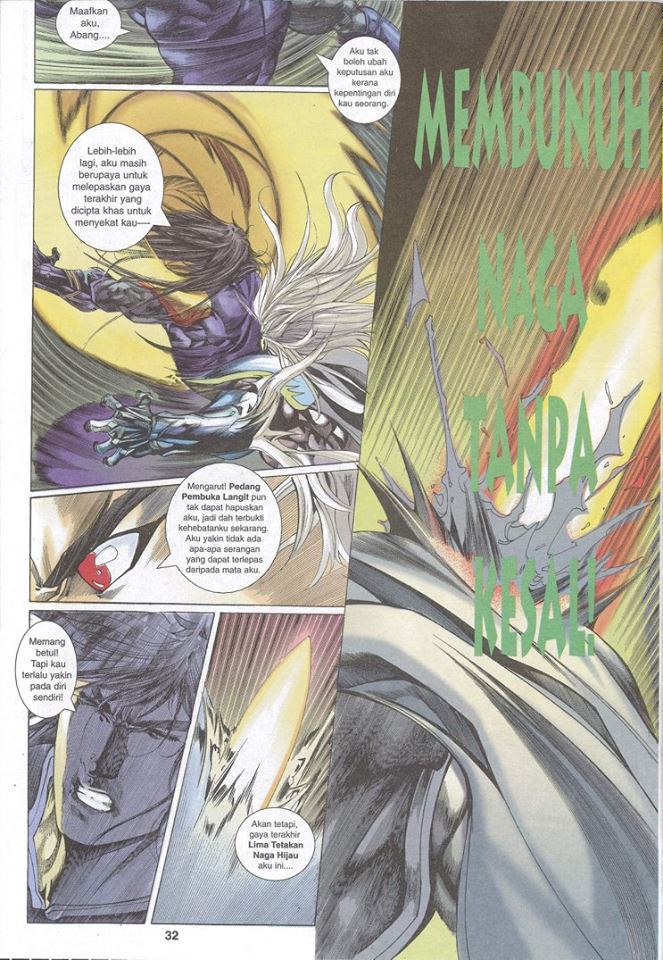 Maafkan
aku,
Abang....
Aku tak
boleh ubah
keputusan aku
kerana
kepentingan diri
kau seorang.
Lebih-lebih
lagi, aku masih
berupaya untuk
melepaskan gaya
terakhir yang
dicipta khas untuk
menyekat kau—
Mengarut! Pedang
Pembuka Langit pun
tak dapat hapuskan
aku, jadi dah terbukti
kehebatanku sekarang.
Aku yakin tidak ada
apa-apa serangan
yang dapat terlepas
daripada mata aku.
Memang
betul!
Tapi kau
terlalu yakin
pada diri
sendiri!
Akan tetapi,
gaya terakhir
Lima Tetakan
Naga Hijau
aku ini....
MEMBUNUH
NAGA
TANPA
KESAL!
32